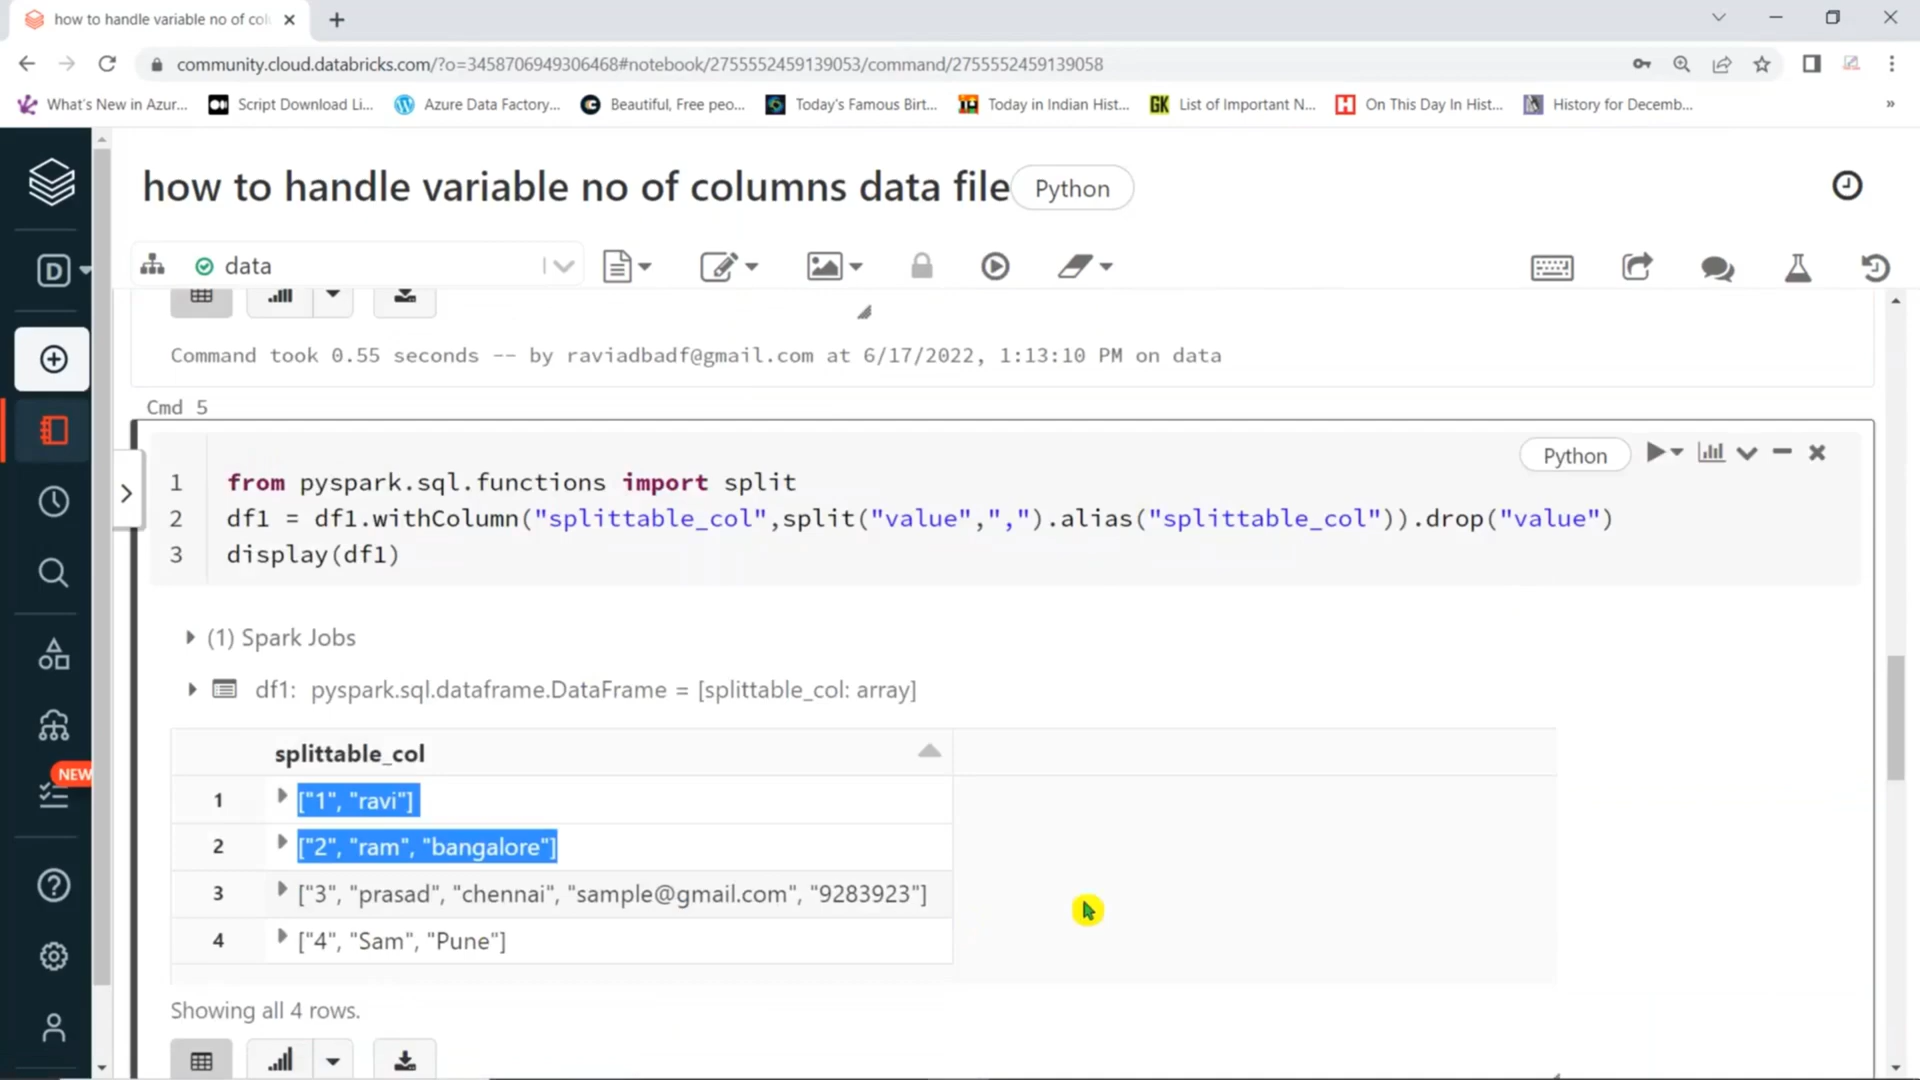 how to handle variable no of col
community.cloud.databricks.com/?o=3458706949306468#notebook/2755552459139053/command/2755552459139058
What's New in Azur... Script Download Li... Azure Data Factory... Beautiful, Free peo... Today's Famous Birt... Today in Indian Hist... GK List of Important N... H On This Day In Hist... History for Decemb... »
how to handle variable no of columns data file Python
D data
Command took 0.55 seconds -- by raviadbadf@gmail.com at 6/17/2022, 1:13:10 PM on data
Cmd 5
Python
1 from pyspark.sql.functions import split
2 df1 = df1.withColumn("splittable_col",split("value",",").alias("splittable_col")).drop("value")
3 display(df1)
(1) Spark Jobs
df1: pyspark.sql.dataframe.DataFrame = [splittable_col: array]
splittable_col
NEW
1 ["1", "ravi"]
2 ["2", "ram", "bangalore"]
3 ["3", "prasad", "chennai", "sample@gmail.com", "9283923"]
4 ["4", "Sam", "Pune"]
Showing all 4 rows.